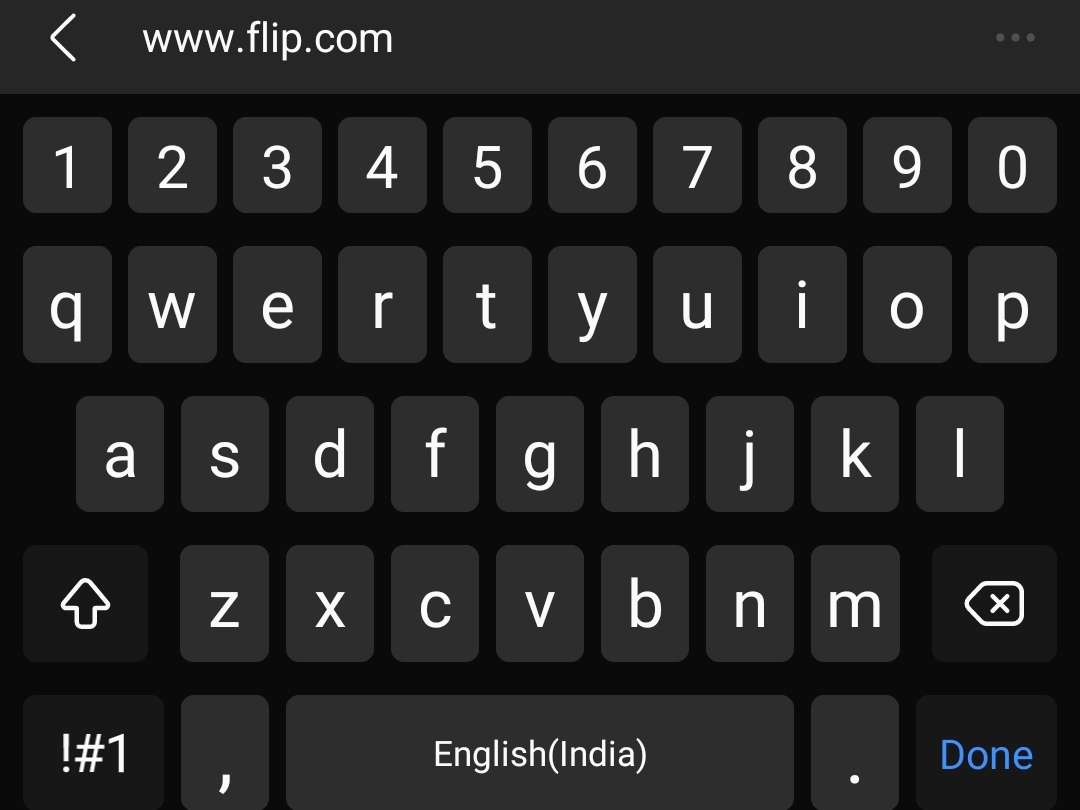 www.flip.com
1 2 3 4 5 6 7 8 9 0
q w e r t y u i o p
a s d f g h j k l
z x c v b n m
!#1 , English(India) . Done